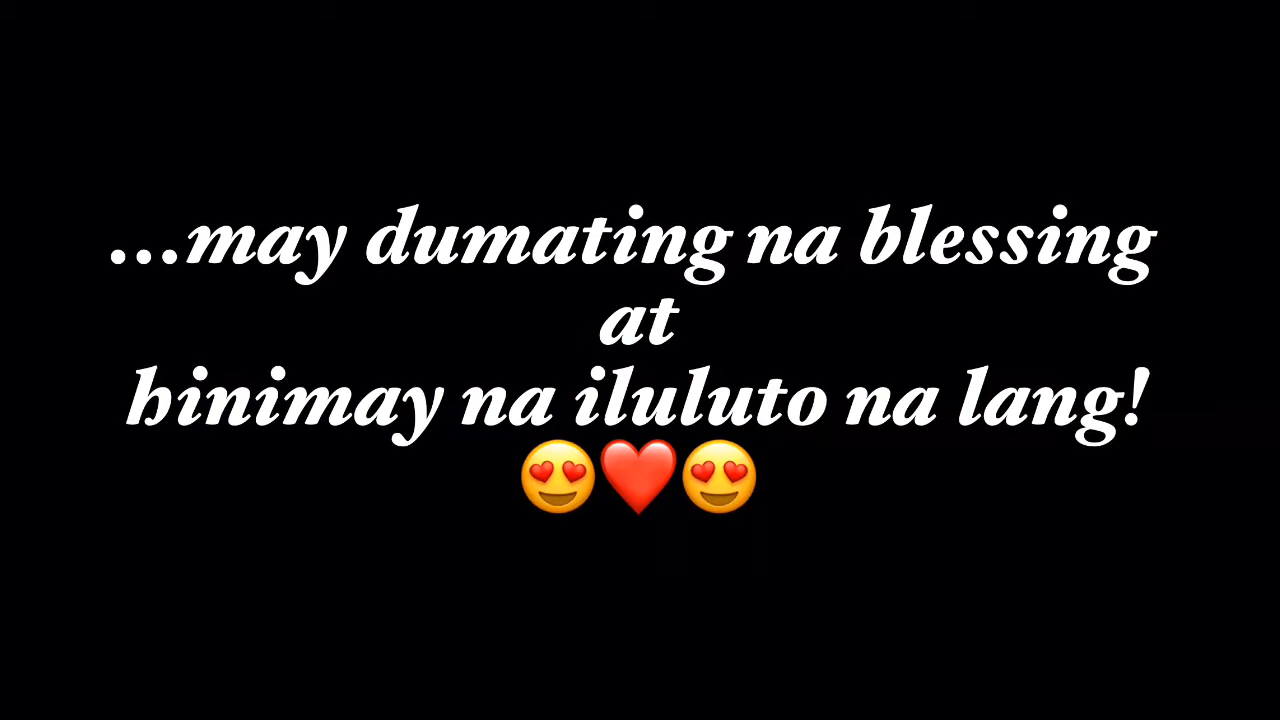 ...may dumating na blessing
at
hinimay na iluluto na lang!
😍❤️😍